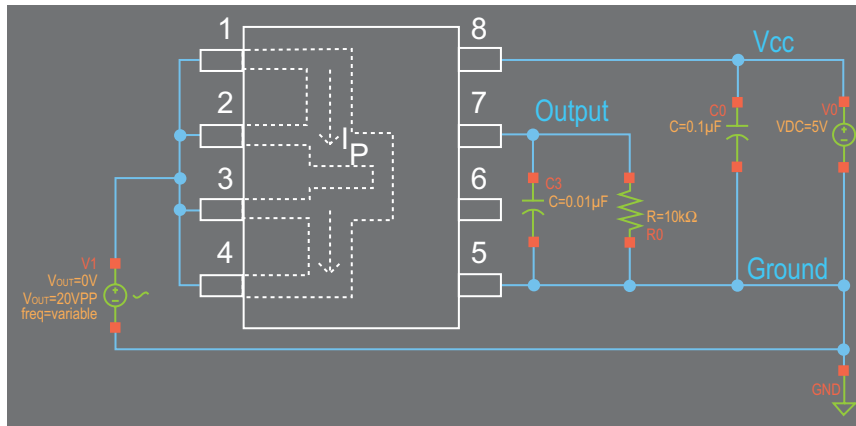 1
2
3
4
I
P
8
7
6
5
Vcc
Output
Ground
C0
C=0.1µF
V0
VDC=5V
C3
C=0.01µF
R=10kΩ
R0
V1
VOUT=0V
VOUT=20VPP
freq=variable
GND